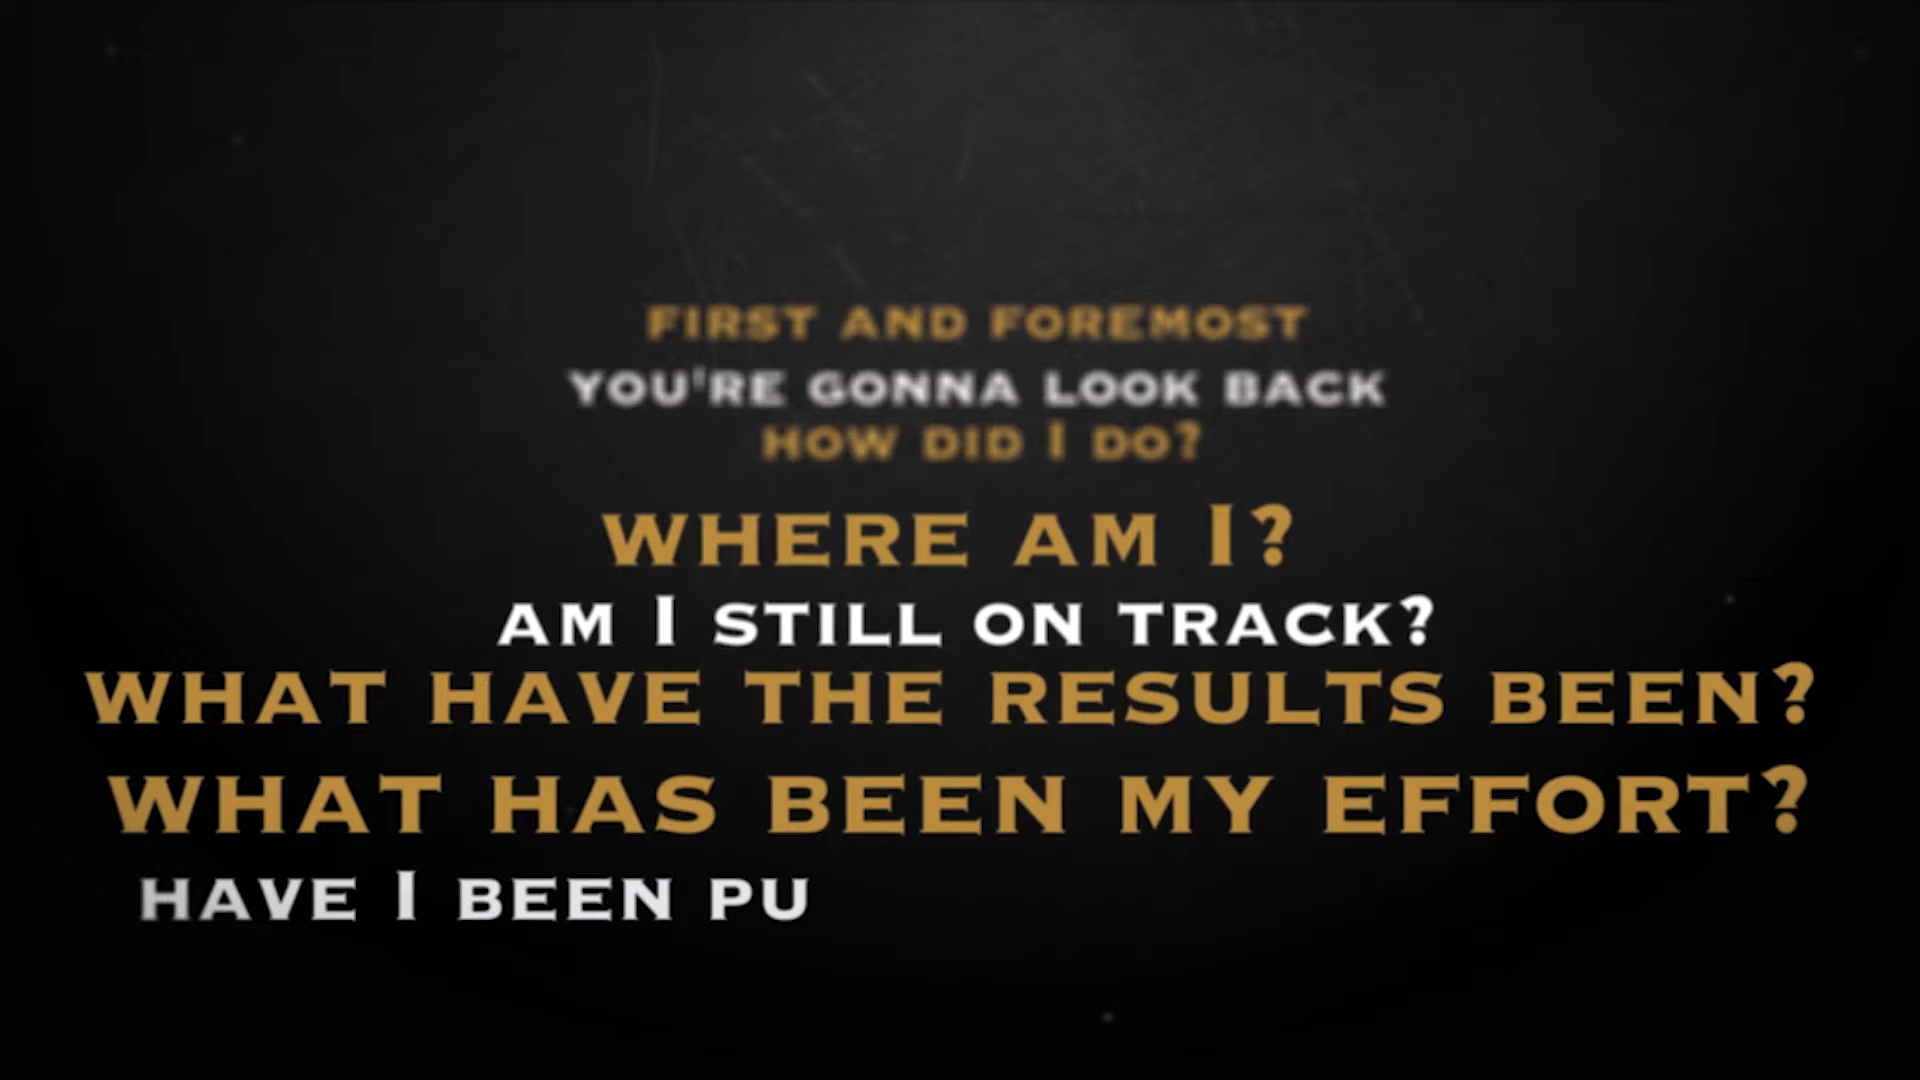 FIRST AND FOREMOST
YOU'RE GONNA LOOK BACK
HOW DID I DO?
WHERE AM I?
AM I STILL ON TRACK?
WHAT HAVE THE RESULTS BEEN?
WHAT HAS BEEN MY EFFORT?
HAVE I BEEN PU